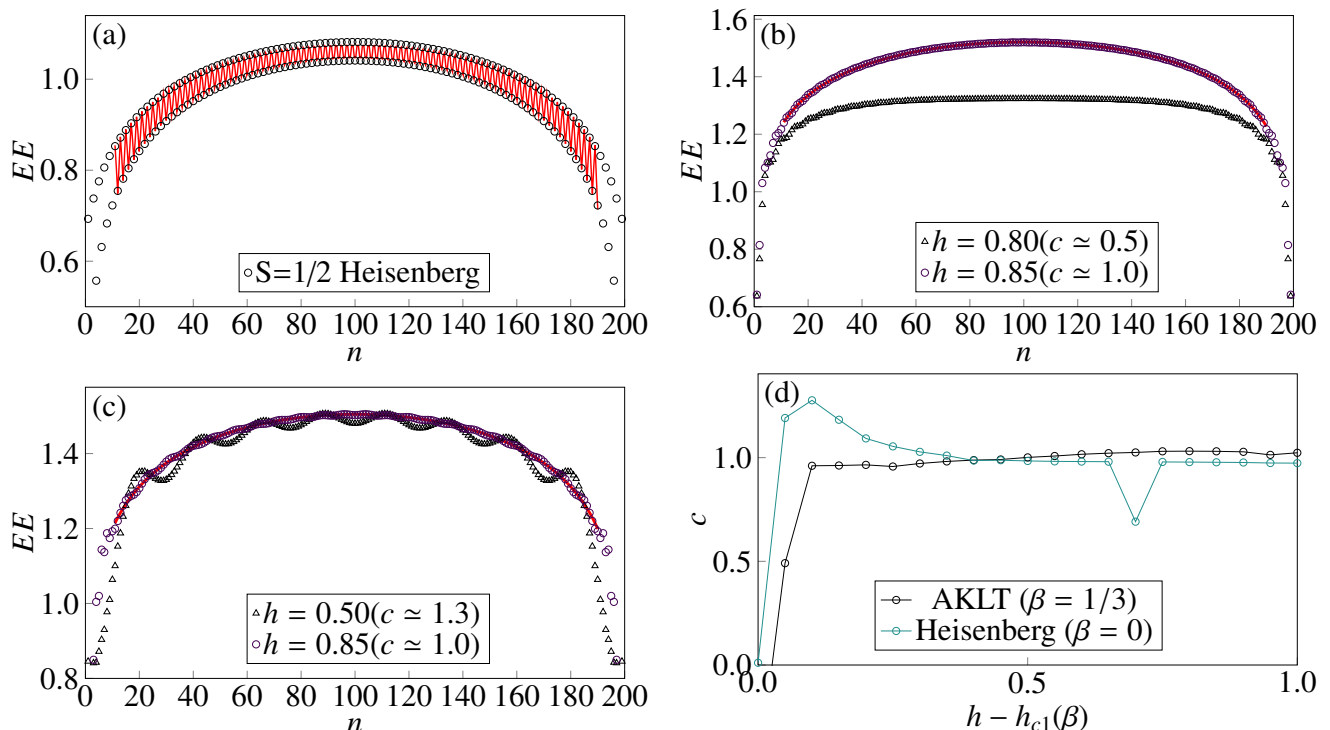 (a)
EE
1.0
0.8
0.6
S=1/2 Heisenberg
0 20 40 60 80 100 120 140 160 180 200
n
(b)
EE
1.6
1.4
1.2
1.0
0.8
0.6
h = 0.80(c ≃ 0.5)
h = 0.85(c ≃ 1.0)
0 20 40 60 80 100 120 140 160 180 200
n
(c)
EE
1.4
1.2
1.0
0.8
h = 0.50(c ≃ 1.3)
h = 0.85(c ≃ 1.0)
0 20 40 60 80 100 120 140 160 180 200
n
(d)
c
1.0
0.5
0.0
AKLT (β = 1/3)
Heisenberg (β = 0)
0.0 0.5 1.0
h − h_{c1}(β)